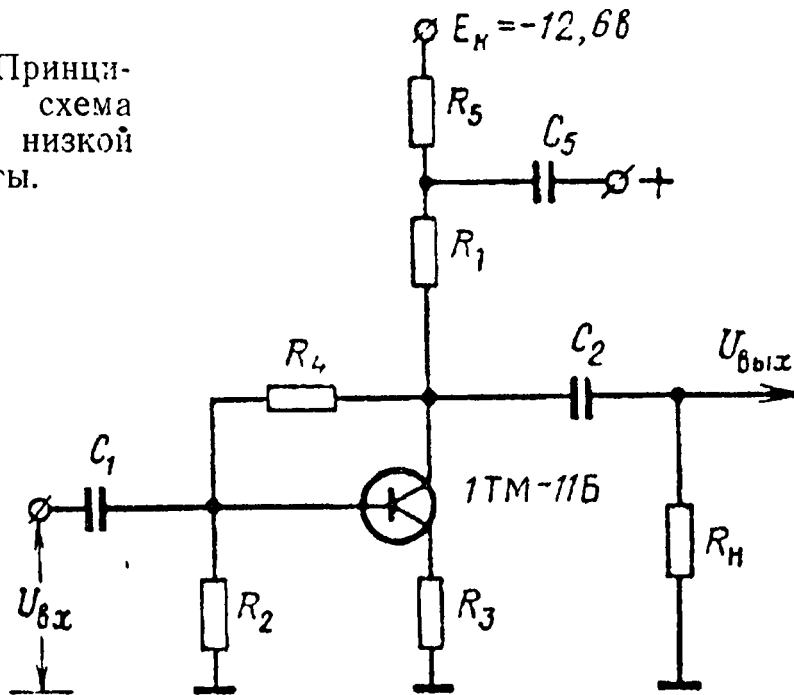 Принци-
схема
низкой
ты.
Eн = -12,6в
R5
C5
+
R1
R4
C2
Uвых
C1
1ТМ-11Б
Uвх
R2
R3
Rн